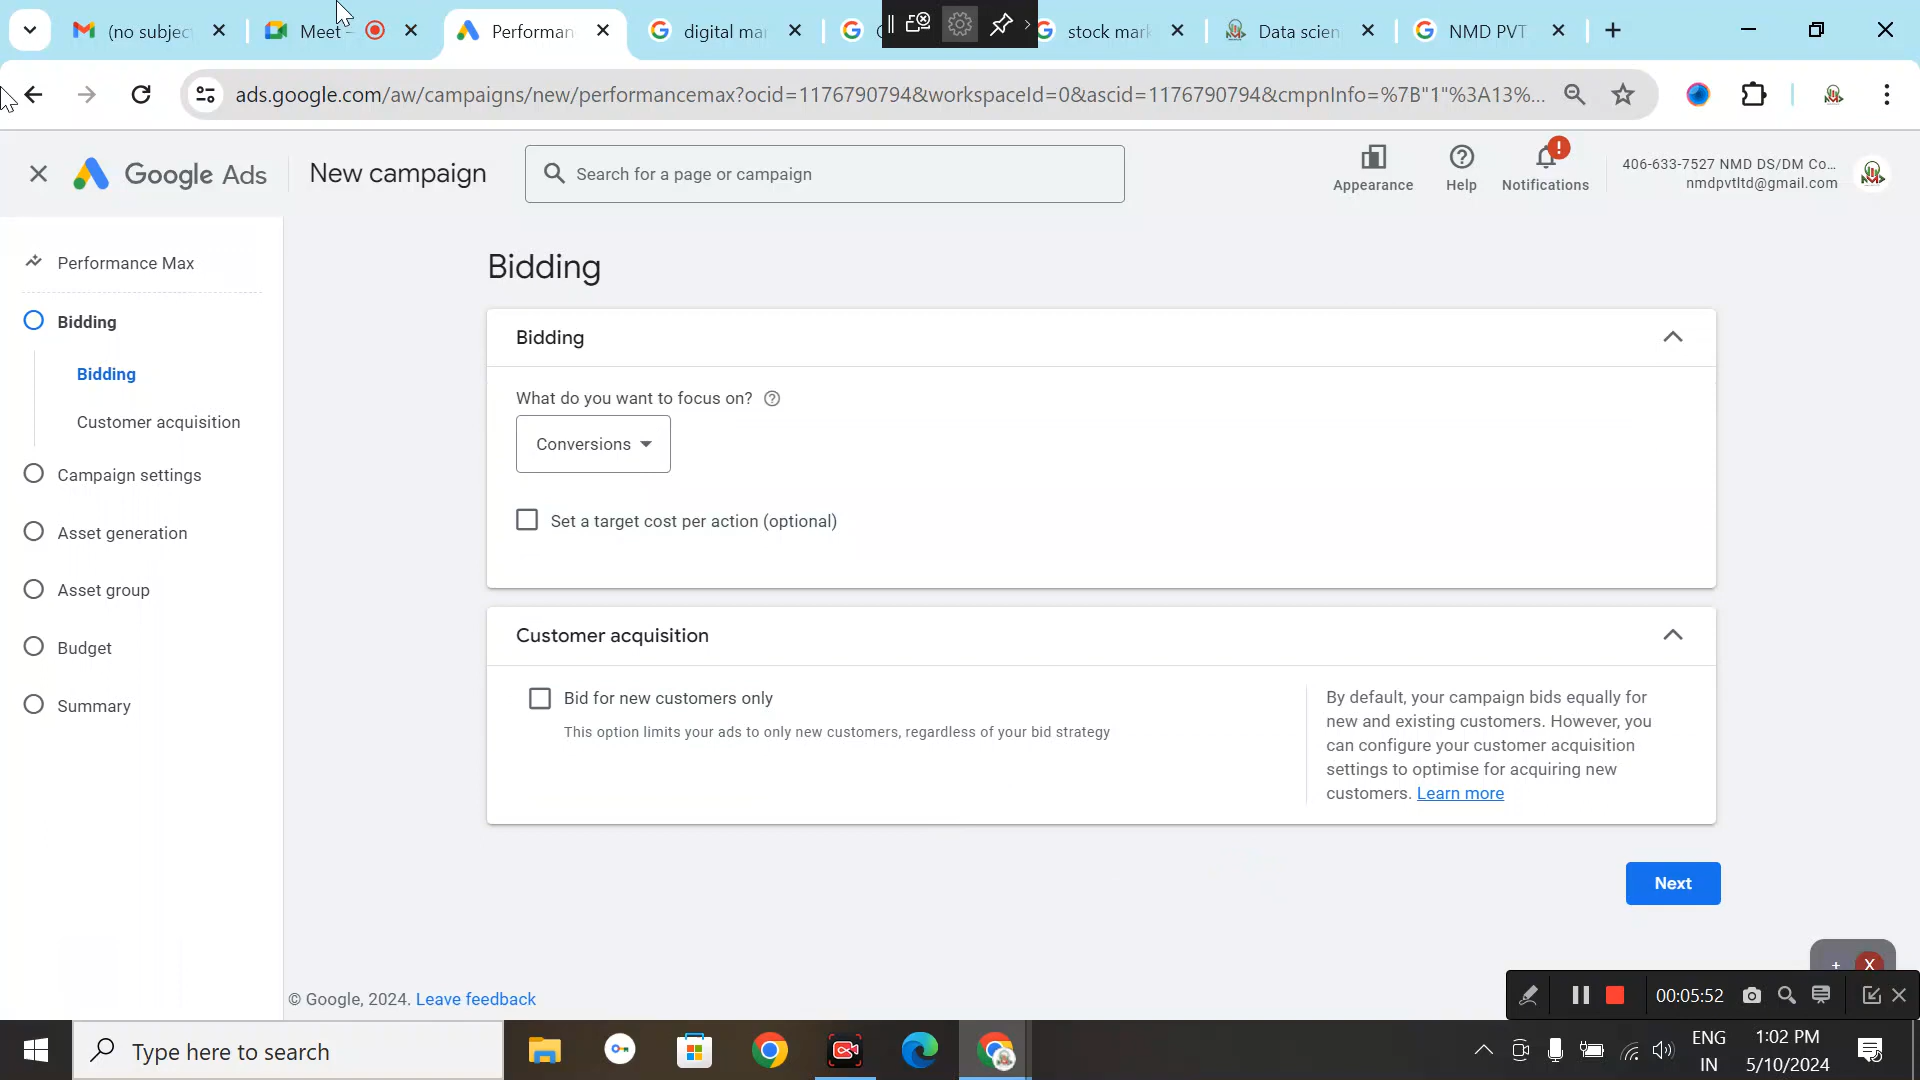 (no subjec
Meet -
Performan
digital mar
stock mark
Data scien
NMD PVT
ads.google.com/aw/campaigns/new/performancemax?ocid=1176790794&workspaceId=0&ascid=1176790794&cmpnInfo=%7B"1"%3A13%...
Google Ads
New campaign
Search for a page or campaign
Appearance
Help
Notifications
406-633-7527 NMD DS/DM Co...
nmdpvtltd@gmail.com
Performance Max
Bidding
Bidding
Customer acquisition
Campaign settings
Asset generation
Asset group
Budget
Summary
Bidding
Bidding
What do you want to focus on?
Conversions
Set a target cost per action (optional)
Customer acquisition
Bid for new customers only
This option limits your ads to only new customers, regardless of your bid strategy
By default, your campaign bids equally for
new and existing customers. However, you
can configure your customer acquisition
settings to optimise for acquiring new
customers. Learn more
Next
© Google, 2024. Leave feedback
00:05:52
Type here to search
ENG
IN
1:02 PM
5/10/2024